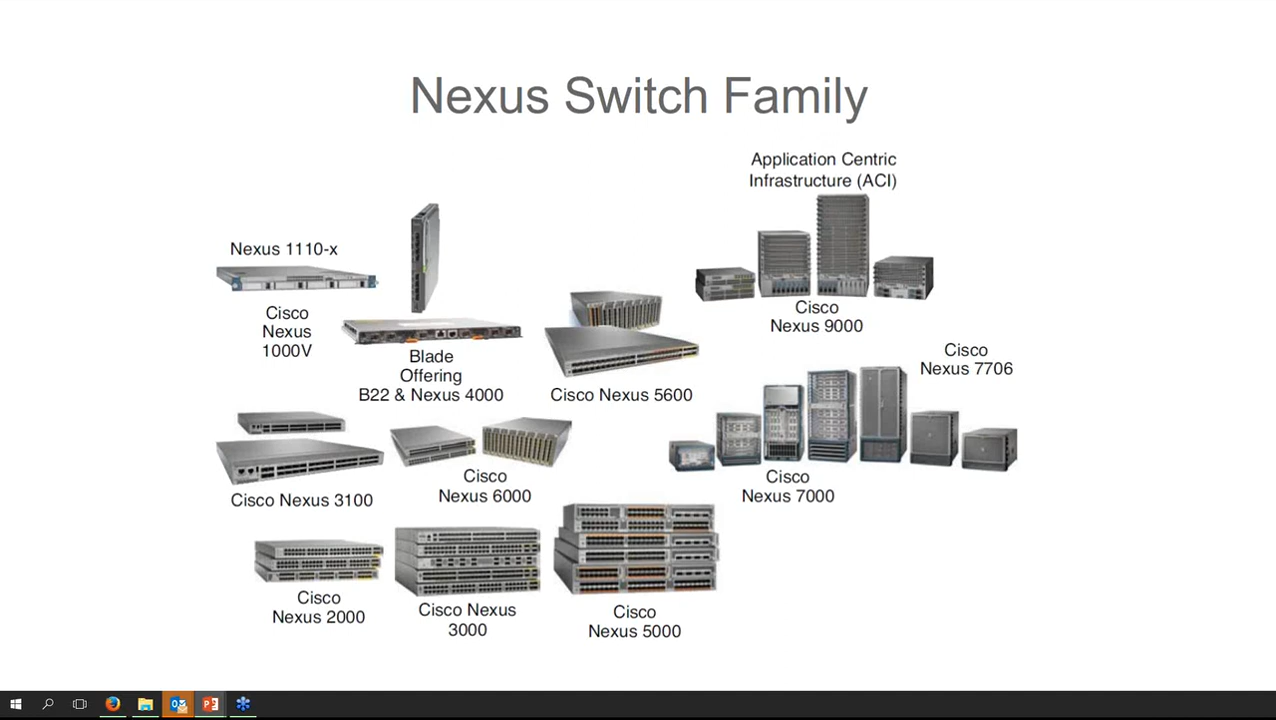 Nexus Switch Family
Application Centric
Infrastructure (ACI)
Nexus 1110-x
Cisco
Nexus
1000V
Blade
Offering
B22 & Nexus 4000
Cisco Nexus 5600
Cisco
Nexus 9000
Cisco
Nexus 7706
Cisco Nexus 3100
Cisco
Nexus 6000
Cisco
Nexus 7000
Cisco
Nexus 2000
Cisco Nexus
3000
Cisco
Nexus 5000